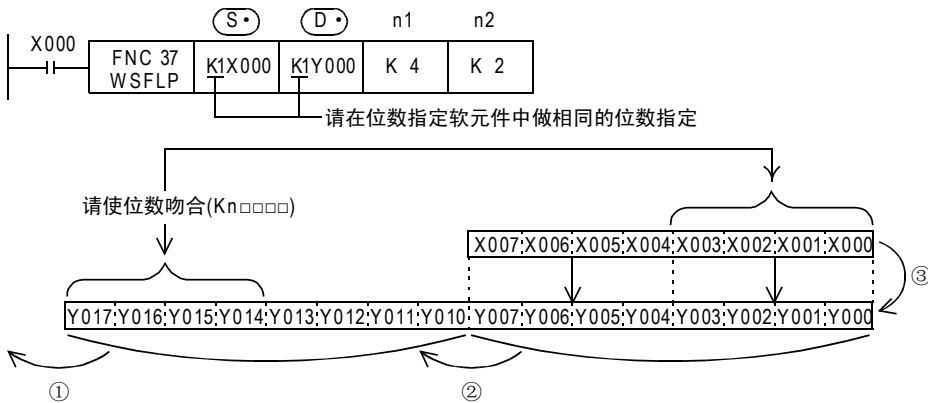 S· D· n1 n2
X000
FNC 37 K1X000 K1Y000 K 4 K 2
WSFLP
请在位数指定软元件中做相同的位数指定
请使位数吻合(Kn□□□□)
X007 X006 X005 X004 X003 X002 X001 X000
③
Y017 Y016 Y015 Y014 Y013 Y012 Y011 Y010 Y007 Y006 Y005 Y004 Y003 Y002 Y001 Y000
① ②